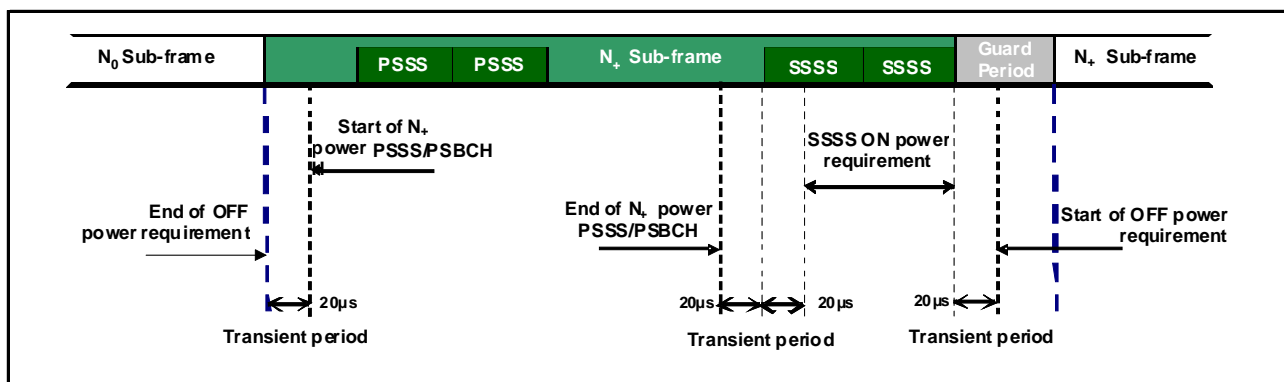 N0 Sub-frame
PSSS
PSSS
N+ Sub-frame
SSSS
SSSS
Guard
Period
N+ Sub-frame
Start of N+
power PSSS/PSBCH
SSSS ON power
requirement
End of OFF
power requirement
End of N+ power
PSSS/PSBCH
Start of OFF power
requirement
20µs
20µs
20µs
20µs
Transient period
Transient period
Transient period